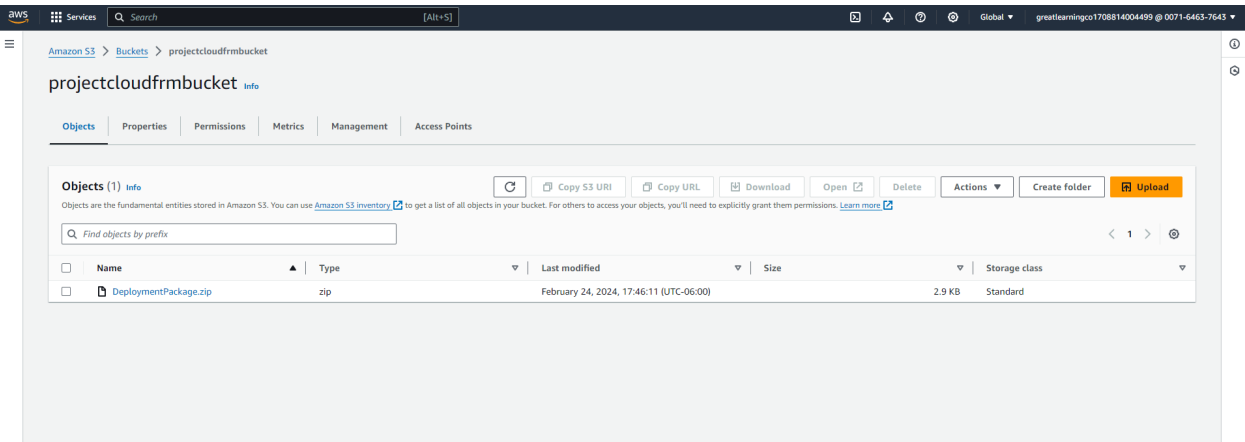 aws Services Search [Alt+S] Global greatlearningco1708814004499 @ 0071-6463-7643
Amazon S3 > Buckets > projectcloudfrmbucket
projectcloudfrmbucket Info
Objects Properties Permissions Metrics Management Access Points
Objects (1) Info Copy S3 URI Copy URL Download Open Delete Actions Create folder Upload
Objects are the fundamental entities stored in Amazon S3. You can use Amazon S3 inventory to get a list of all objects in your bucket. For others to access your objects, you'll need to explicitly grant them permissions. Learn more
Find objects by prefix < 1 >
Name Type Last modified Size Storage class
DeploymentPackage.zip zip February 24, 2024, 17:46:11 (UTC-06:00) 2.9 KB Standard